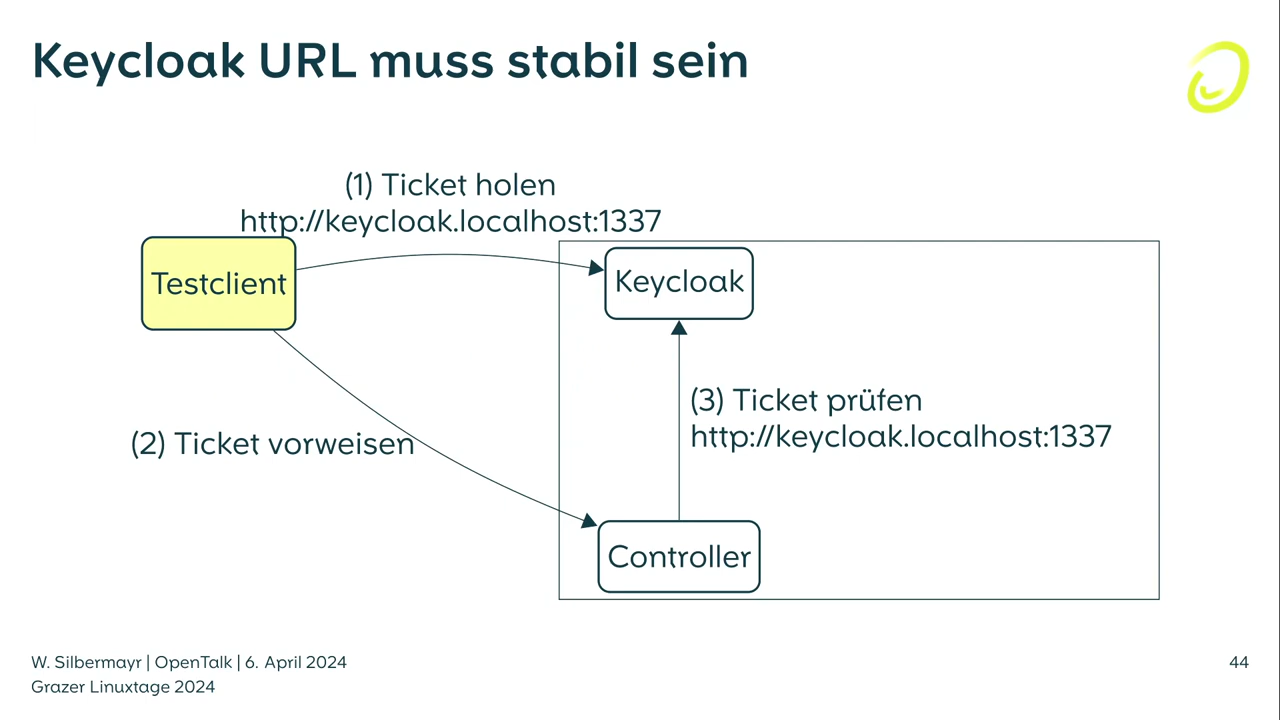 Keycloak URL muss stabil sein
(1) Ticket holen
http://keycloak.localhost:1337
Testclient
Keycloak
(3) Ticket prüfen
http://keycloak.localhost:1337
(2) Ticket vorweisen
Controller
W. Silbermayr | OpenTalk | 6. April 2024
44
Grazer Linuxtage 2024